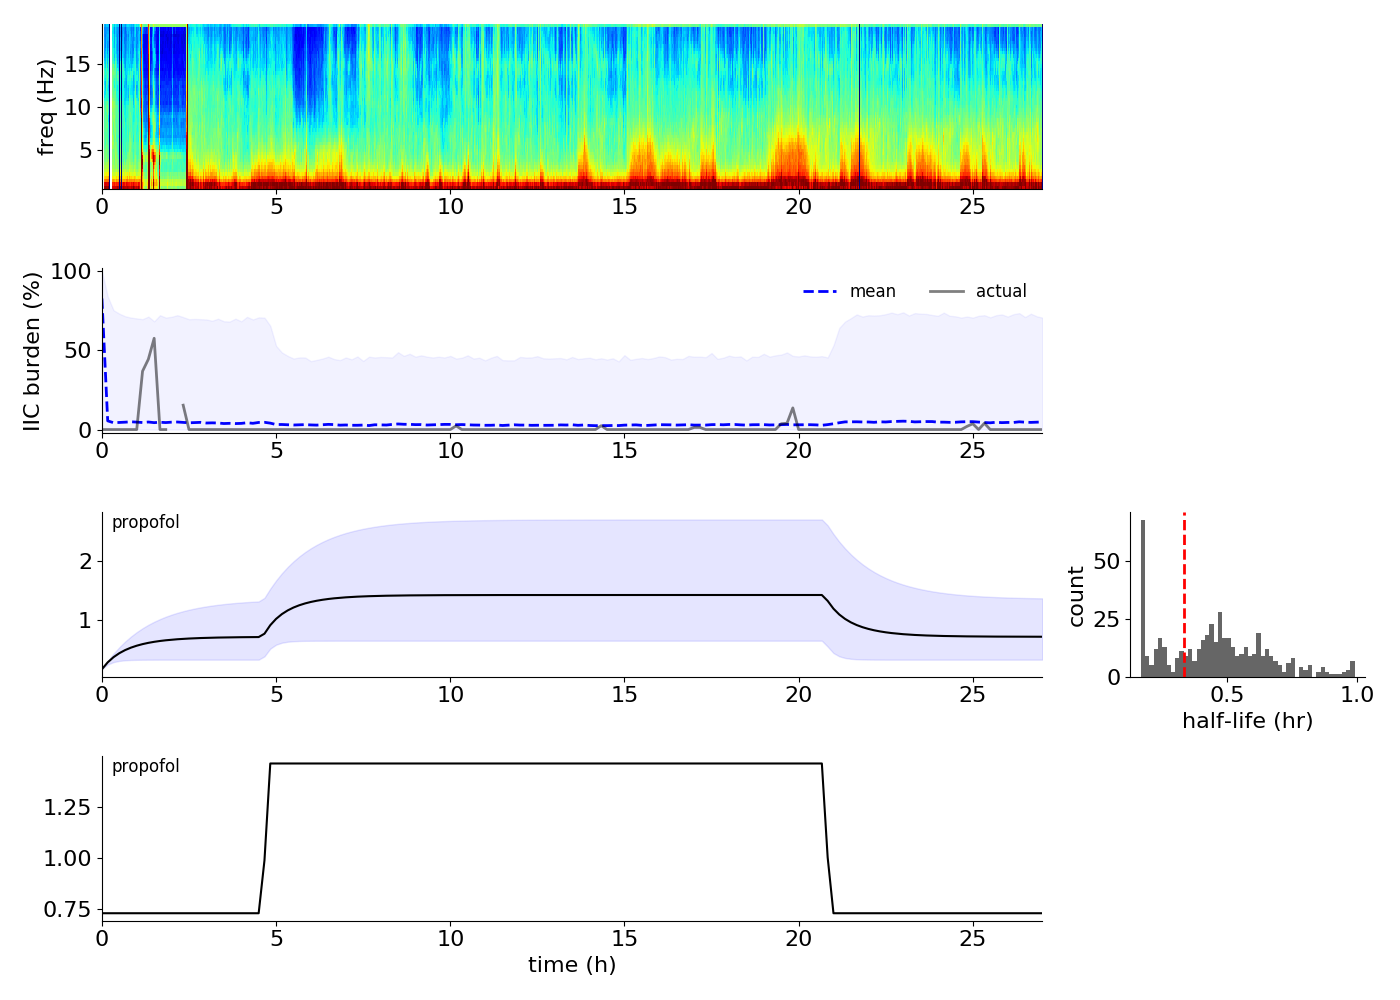 freq (Hz)
15
10
5
0 5 10 15 20 25
IIC burden (%)
100
50
0
mean actual
0 5 10 15 20 25
propofol
2
1
0 5 10 15 20 25
count
50
25
0
0.5 1.0
half-life (hr)
propofol
1.25
1.00
0.75
0 5 10 15 20 25
time (h)